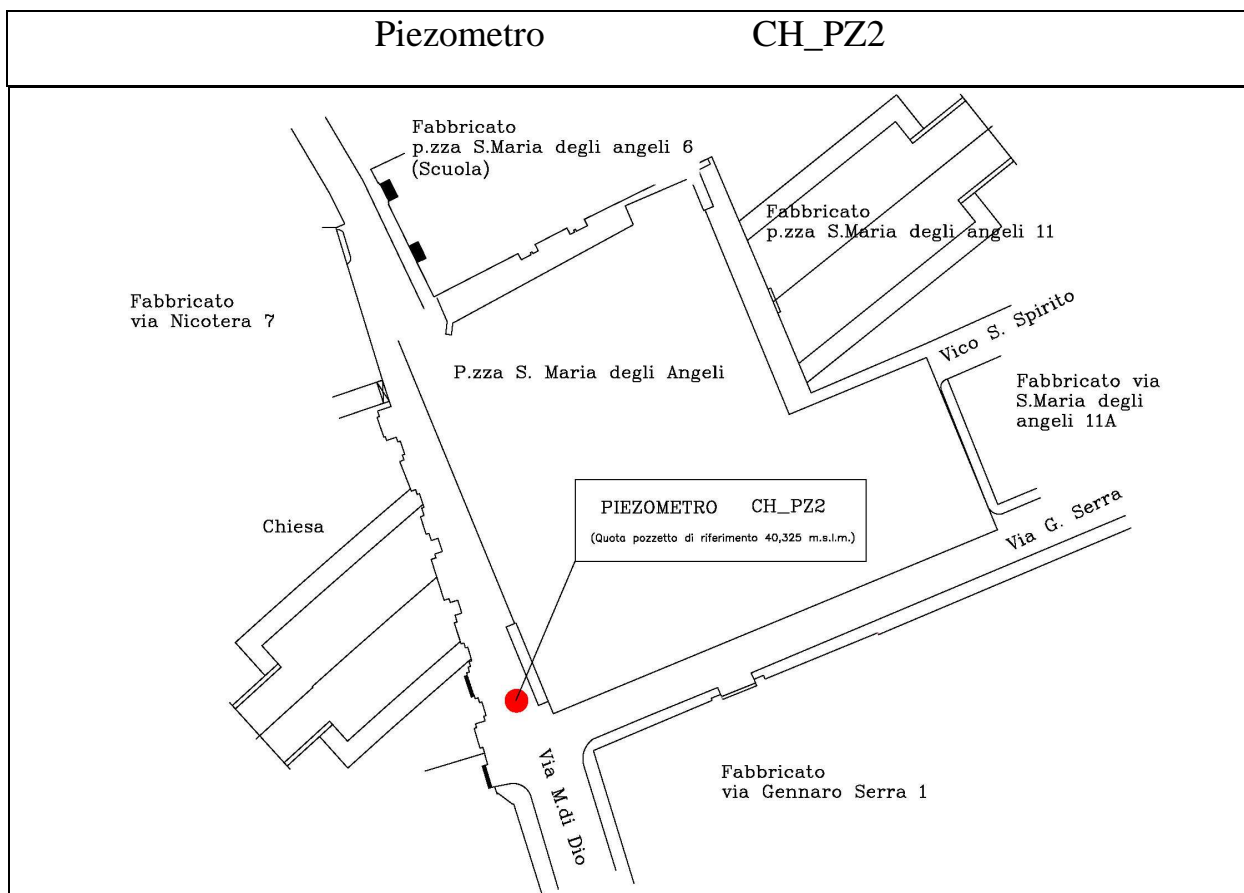 Piezometro CH_PZ2
Fabbricato
p.zza S.Maria degli angeli 6
(Scuola)
Fabbricato
p.zza S.Maria degli angeli 11
Fabbricato
via Nicotera 7
Vico S. Spirito
P.zza S. Maria degli Angeli
Fabbricato via
S.Maria degli
angeli 11A
PIEZOMETRO CH_PZ2
(Quota pozzetto di riferimento 40,325 m.s.l.m.)
Via G. Serra
Chiesa
Via M.di Dio
Fabbricato
via Gennaro Serra 1